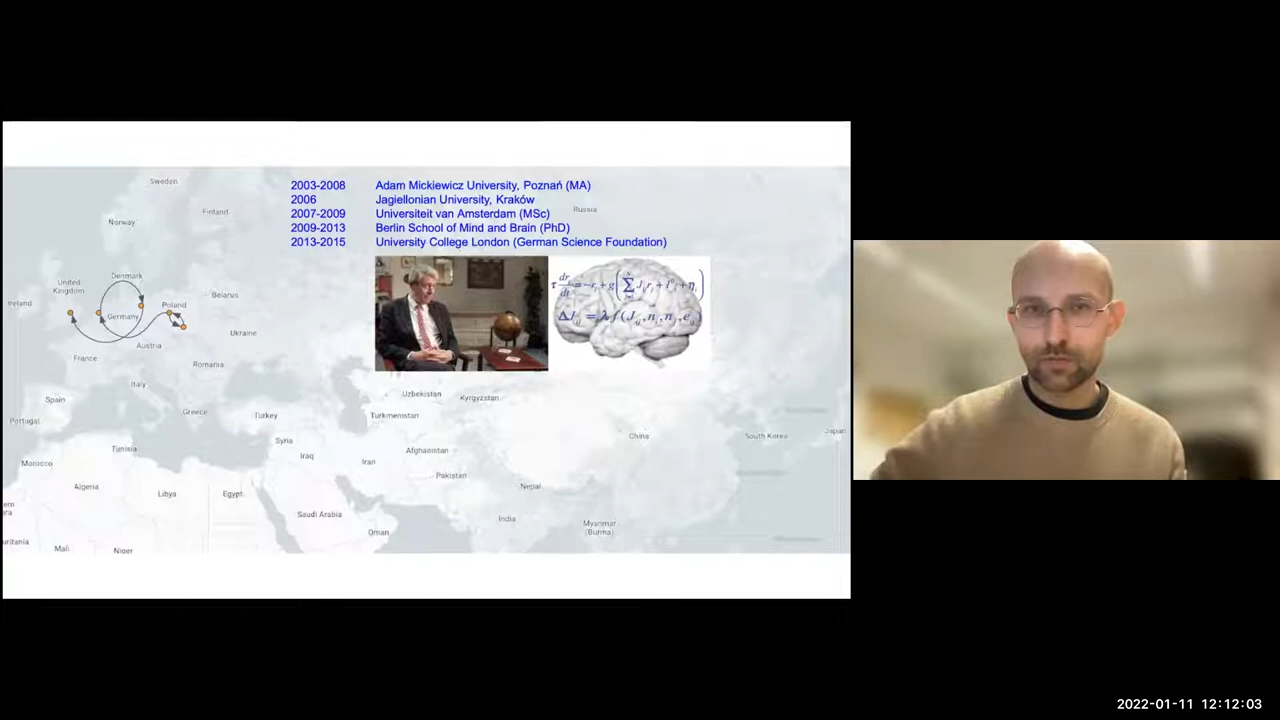 2003-2008 Adam Mickiewicz University, Poznań (MA)
2006 Jagiellonian University, Kraków
2007-2009 Universiteit van Amsterdam (MSc)
2009-2013 Berlin School of Mind and Brain (PhD)
2013-2015 University College London (German Science Foundation)
Sweden
Finland
Russia
Norway
Denmark
United
Kingdom
Ireland
Belarus
Poland
Germany
Ukraine
Austria
France
Romania
Italy
Spain
Uzbekistan
Kyrgyzstan
Greece
Turkey
Turkmenistan
Portugal
Syria
China
South Korea
Japan
Tunisia
Iraq
Iran
Afghanistan
Morocco
Pakistan
Algeria
Libya
Egypt
Nepal
Saudi Arabia
India
Myanmar
(Burma)
Oman
Mali
Niger
2022-01-11 12:12:03